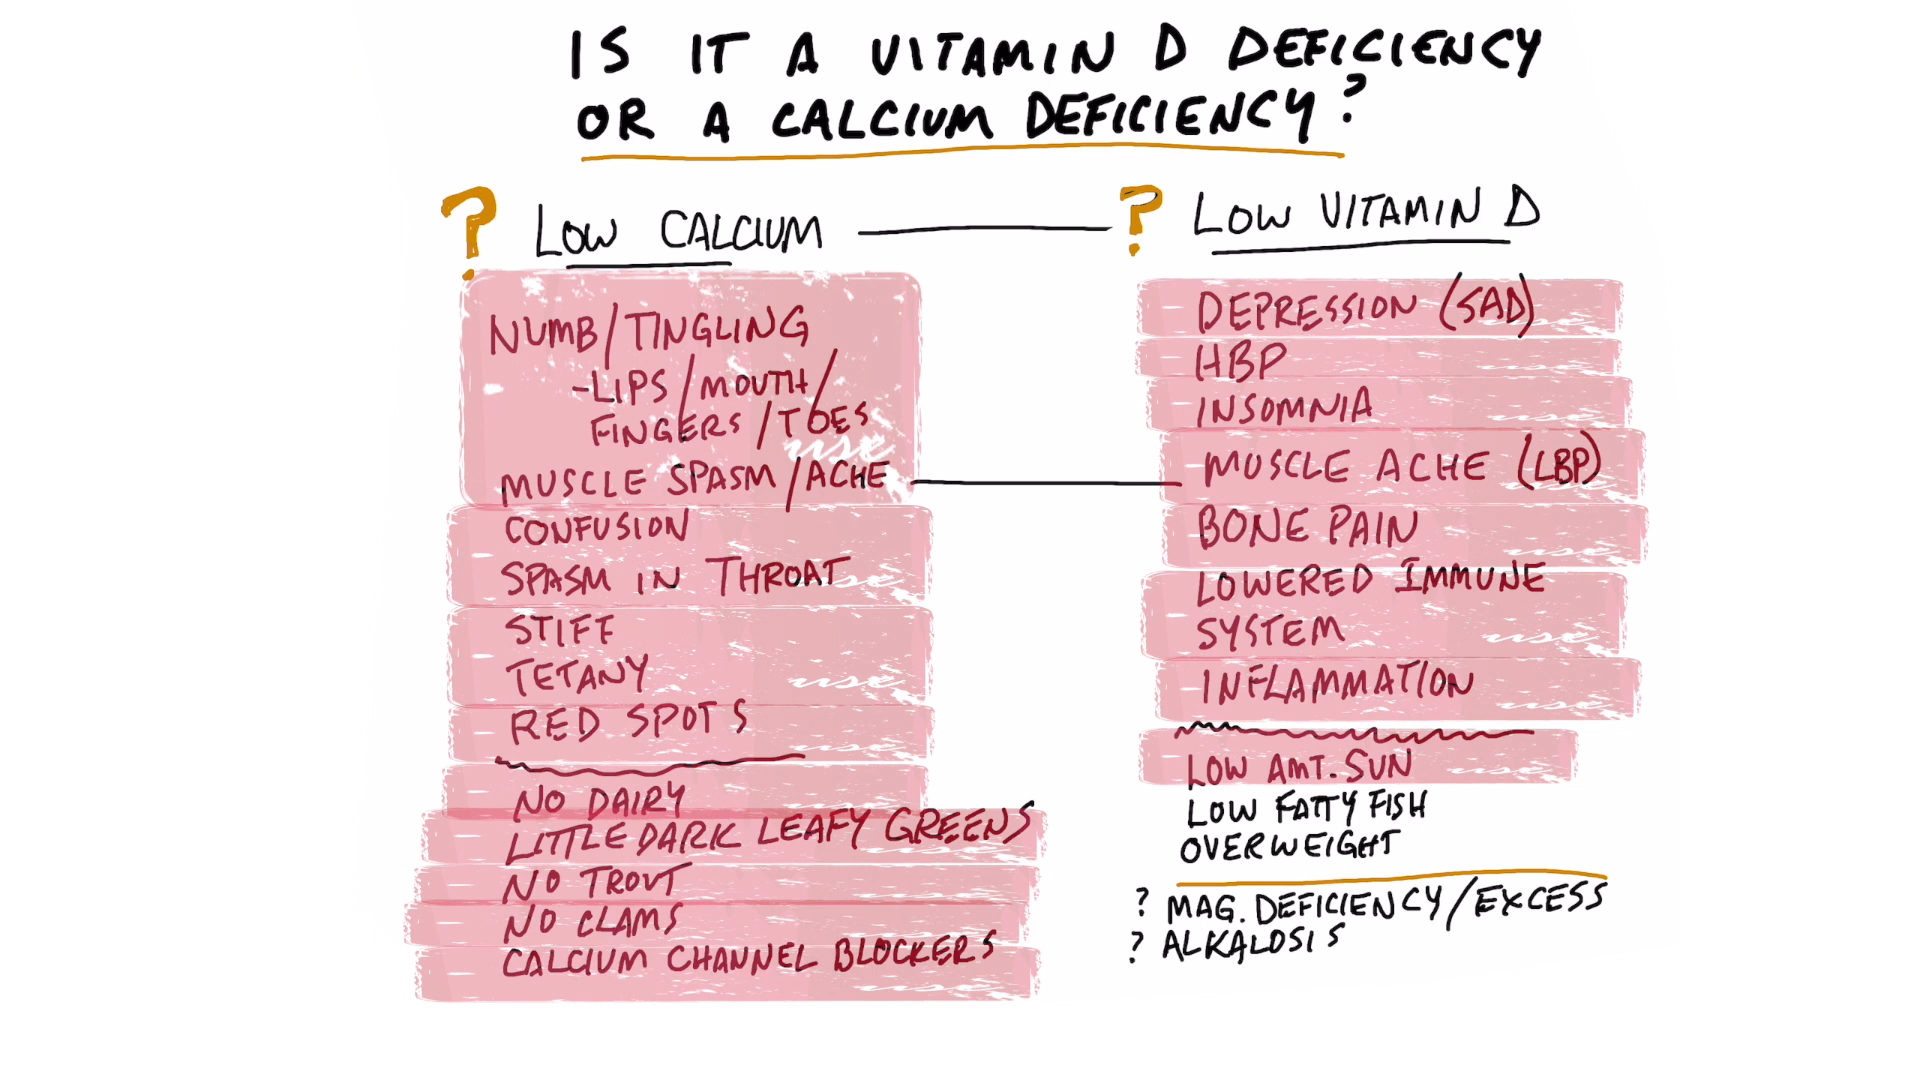 IS IT A VITAMIN D DEFICIENCY
OR A CALCIUM DEFICIENCY?
? LOW CALCIUM
NUMB/TINGLING
-LIPS/MOUTH/
FINGERS/TOES
MUSCLE SPASM/ACHE
CONFUSION
SPASM IN THROAT
STIFF
TETANY
RED SPOTS
NO DAIRY
LITTLE DARK LEAFY GREENS
NO TROUT
NO CLAMS
CALCIUM CHANNEL BLOCKERS
? LOW VITAMIN D
DEPRESSION (SAD)
HBP
INSOMNIA
MUSCLE ACHE (LBP)
BONE PAIN
LOWERED IMMUNE
SYSTEM
INFLAMMATION
LOW AMT. SUN
LOW FATTY FISH
OVERWEIGHT
? MAG. DEFICIENCY/EXCESS
? ALKALOSIS